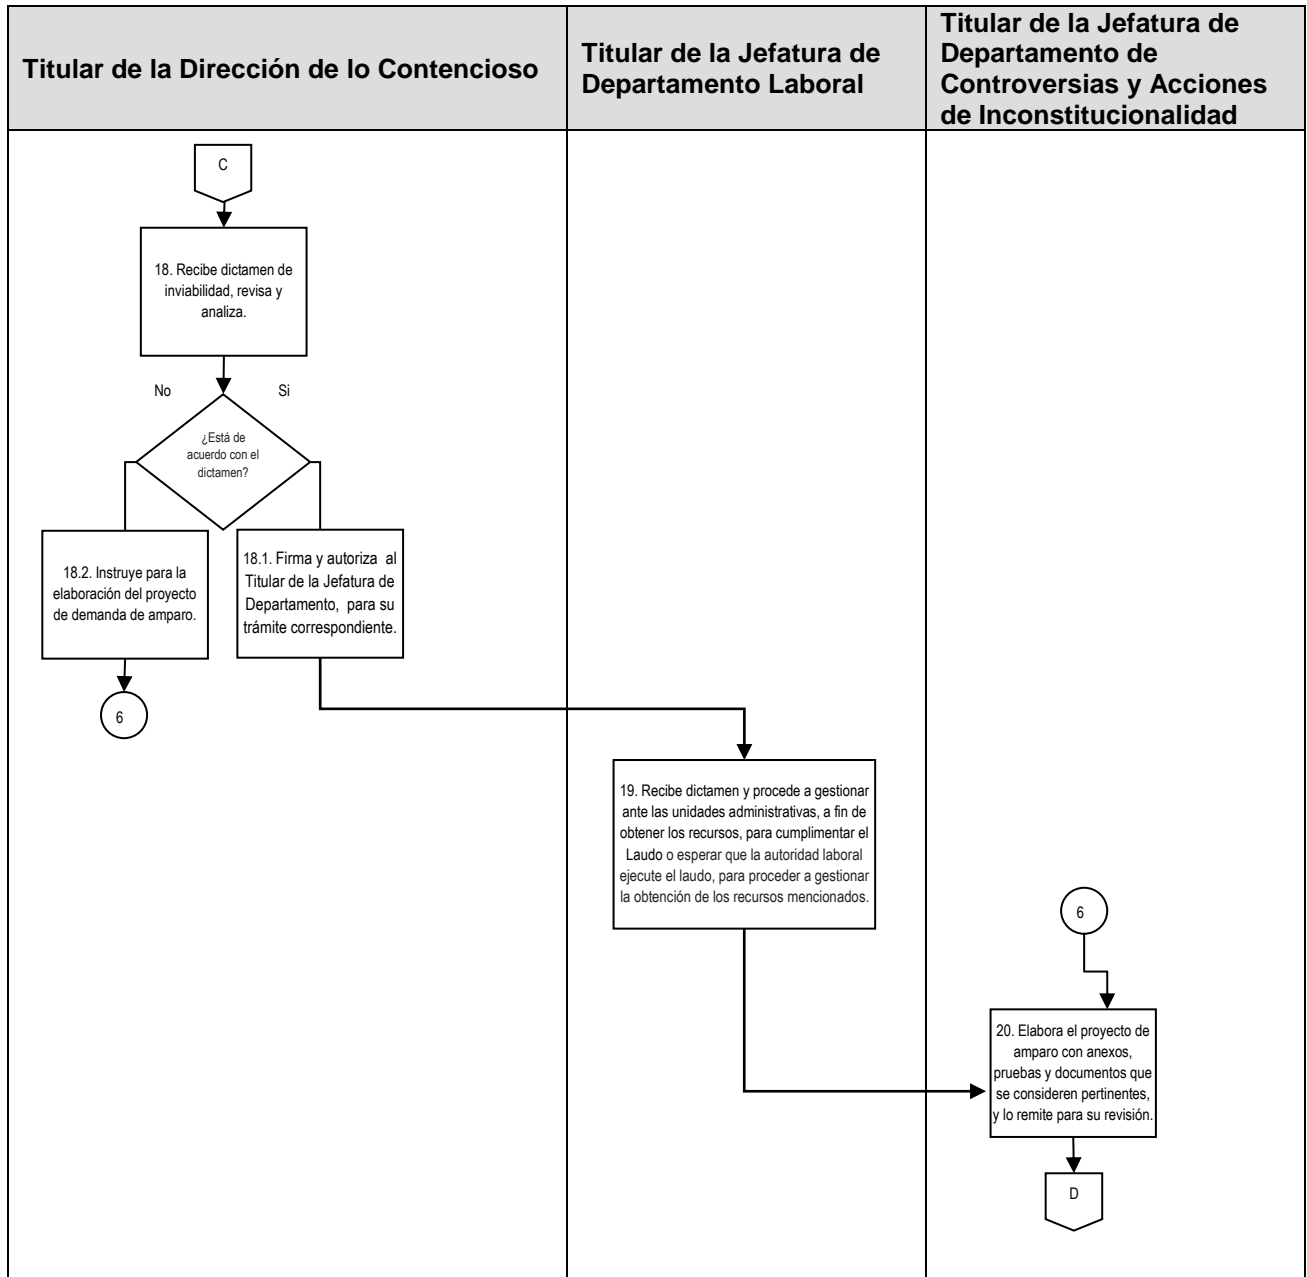 Titular de la Dirección de lo Contencioso
Titular de la Jefatura de
Departamento Laboral
Titular de la Jefatura de
Departamento de
Controversias y Acciones
de Inconstitucionalidad
C
18. Recibe dictamen de
inviabilidad, revisa y
analiza.
No
Si
¿Está de
acuerdo con el
dictamen?
18.2. Instruye para la
elaboración del proyecto
de demanda de amparo.
18.1. Firma y autoriza al
Titular de la Jefatura de
Departamento, para su
trámite correspondiente.
6
19. Recibe dictamen y procede a gestionar
ante las unidades administrativas, a fin de
obtener los recursos, para cumplimentar el
Laudo o esperar que la autoridad laboral
ejecute el laudo, para proceder a gestionar
la obtención de los recursos mencionados.
6
20. Elabora el proyecto de
amparo con anexos,
pruebas y documentos que
se consideren pertinentes,
y lo remite para su revisión.
D